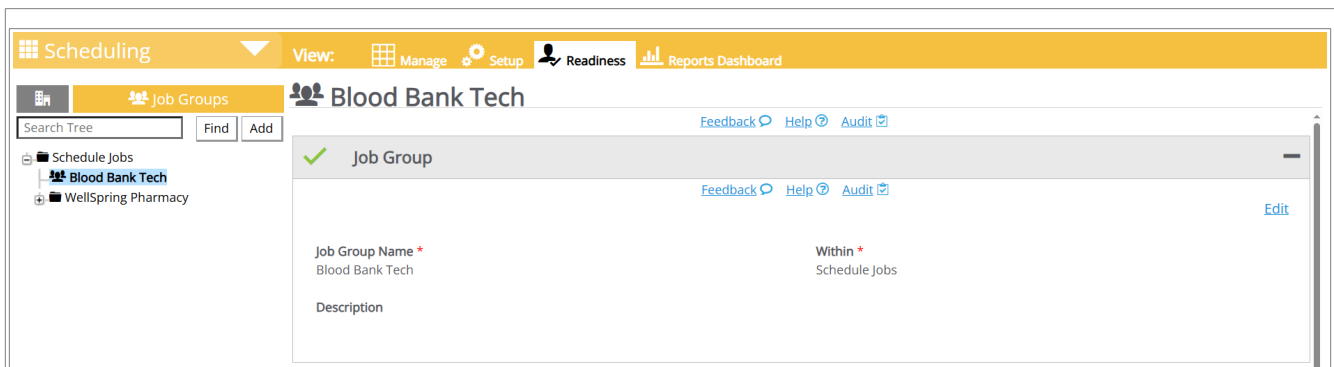 Scheduling
View: Manage Setup Readiness Reports Dashboard
Job Groups
Blood Bank Tech
Search Tree Find Add
Feedback Help Audit
Schedule Jobs
Blood Bank Tech
WellSpring Pharmacy
Job Group
Feedback Help Audit
Edit
Job Group Name * Within *
Blood Bank Tech Schedule Jobs
Description